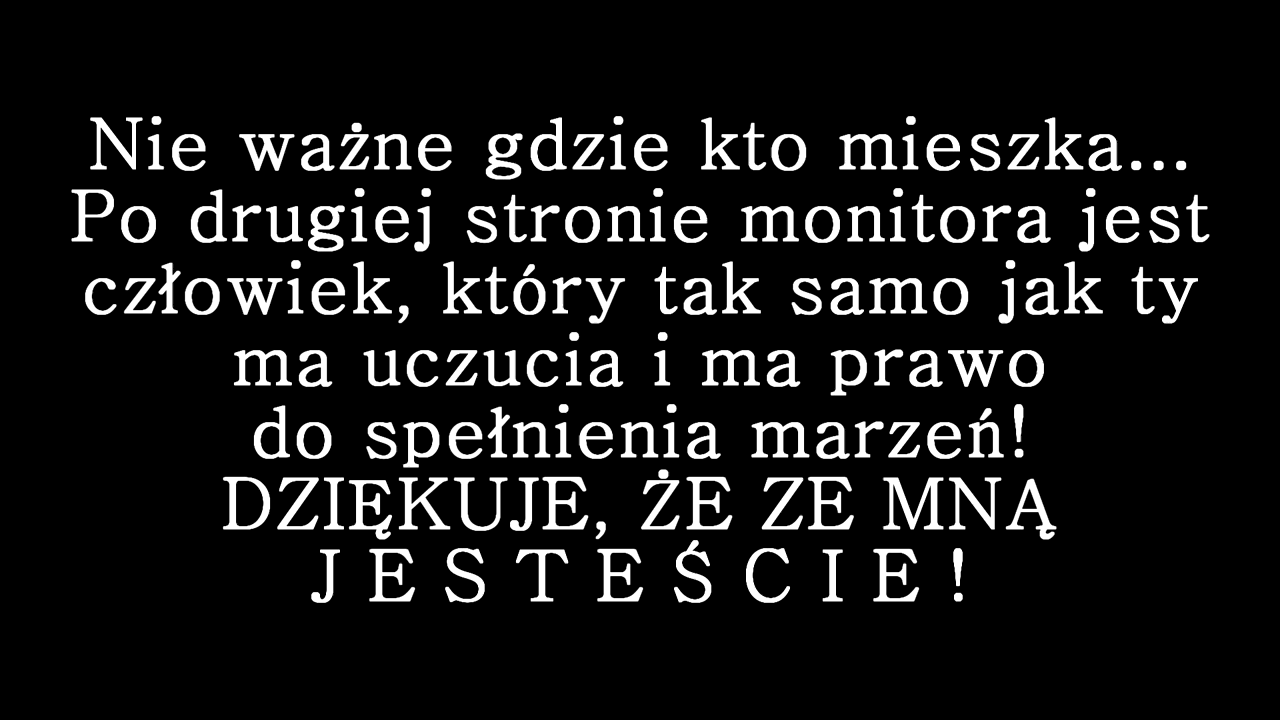 Nie ważne gdzie kto mieszka...
Po drugiej stronie monitora jest
człowiek, który tak samo jak ty
ma uczucia i ma prawo
do spełnienia marzeń!
DZIĘKUJE, ŻE ZE MNĄ
J E S T E Ś C I E !